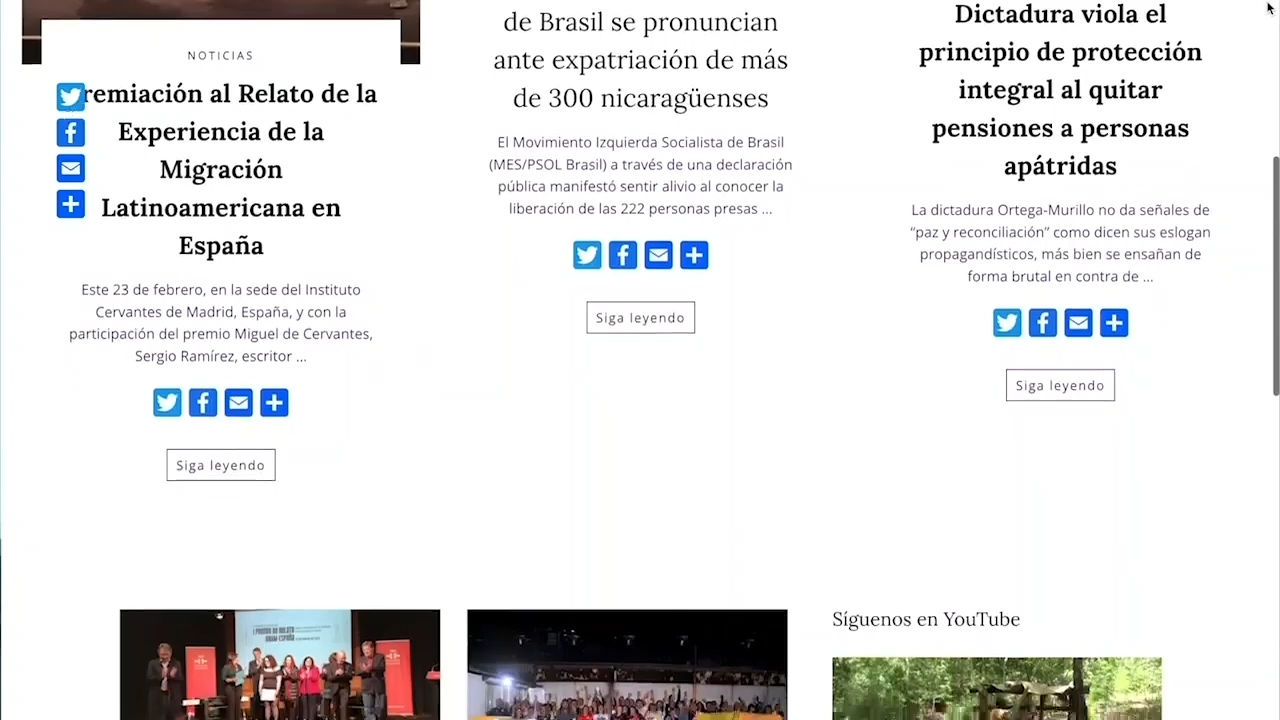 NOTICIAS
remiación al Relato de la
Experiencia de la
Migración
Latinoamericana en
España
Este 23 de febrero, en la sede del Instituto
Cervantes de Madrid, España, y con la
participación del premio Miguel de Cervantes,
Sergio Ramírez, escritor ...
Siga leyendo
de Brasil se pronuncian
ante expatriación de más
de 300 nicaragüenses
El Movimiento Izquierda Socialista de Brasil
(MES/PSOL Brasil) a través de una declaración
pública manifestó sentir alivio al conocer la
liberación de las 222 personas presas ...
Siga leyendo
Dictadura viola el
principio de protección
integral al quitar
pensiones a personas
apátridas
La dictadura Ortega-Murillo no da señales de
“paz y reconciliación” como dicen sus eslogan
propagandísticos, más bien se ensañan de
forma brutal en contra de ...
Siga leyendo
Síguenos en YouTube